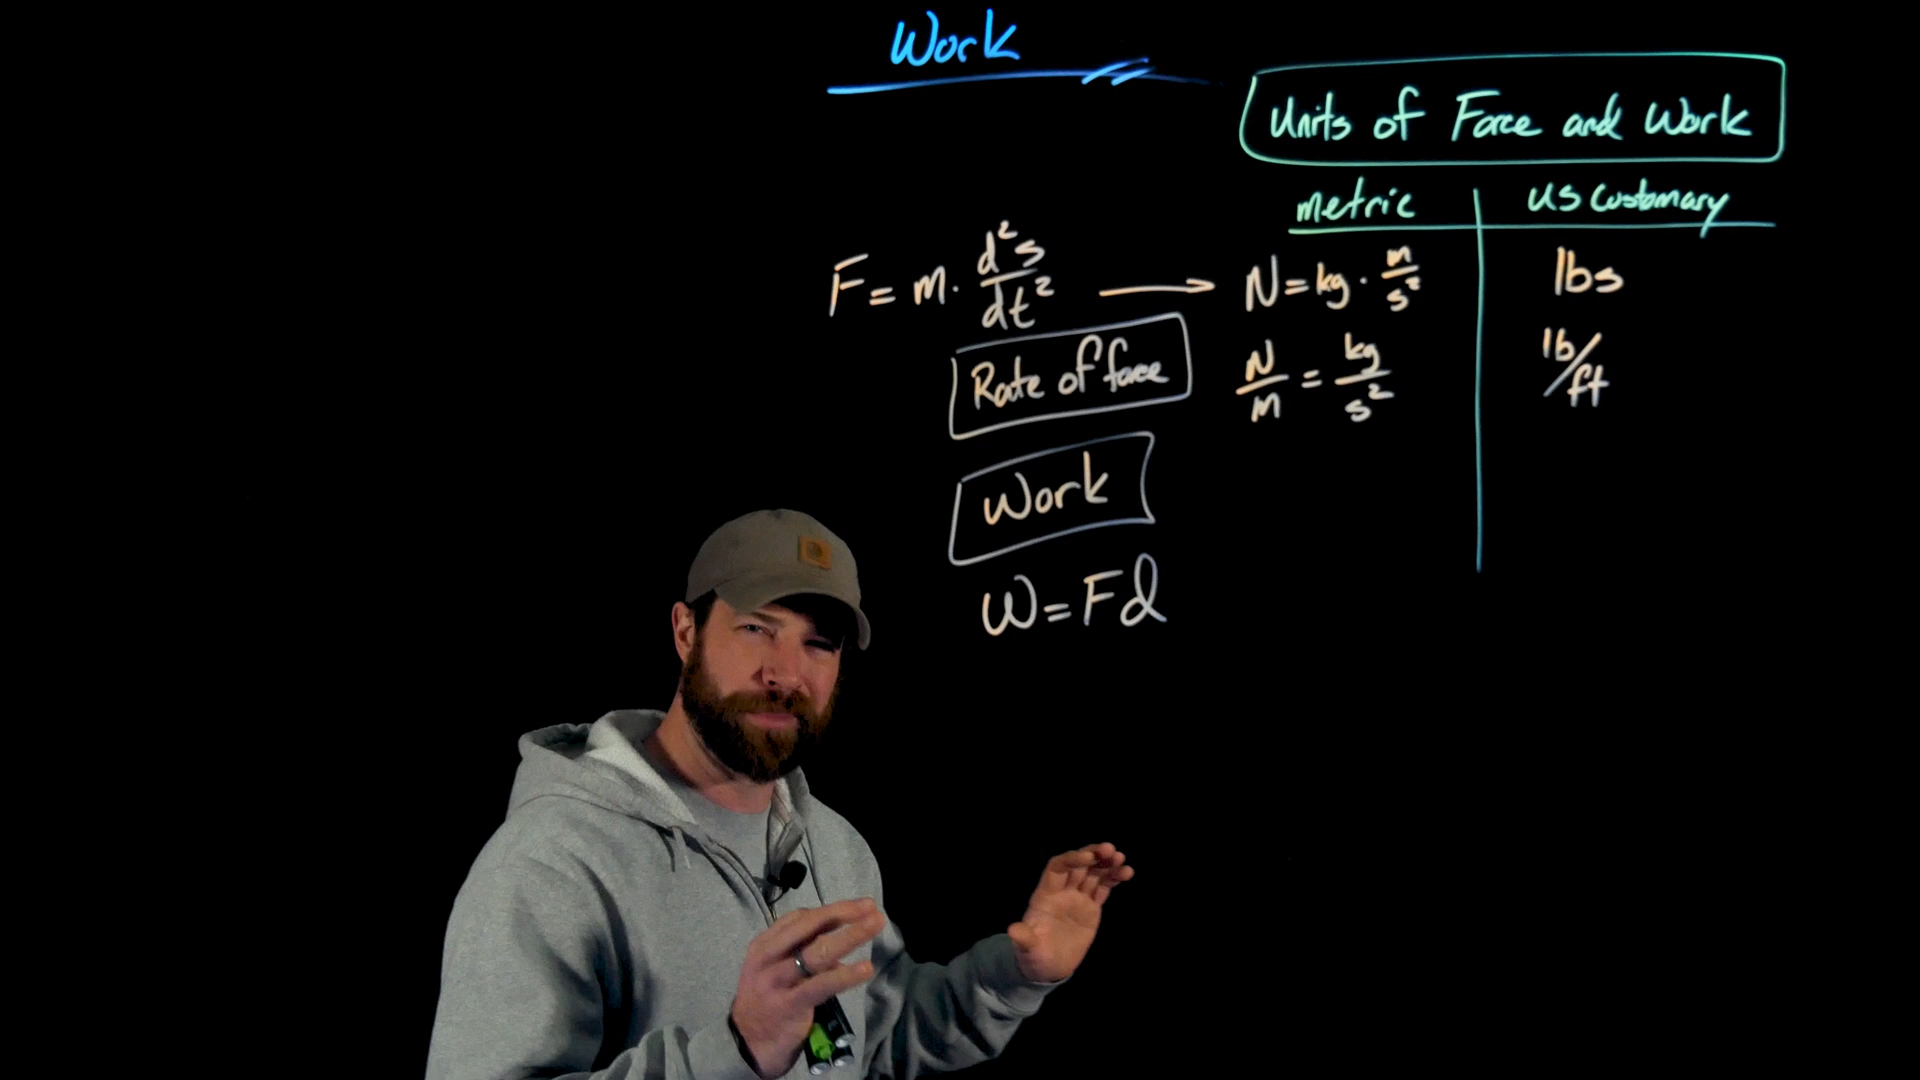 Work
Units of Force and Work
metric US Customary
F = m · d²s/dt² → N = kg · m/s² lbs
Rate of force N/m = kg/s² lb/ft
Work
W = Fd